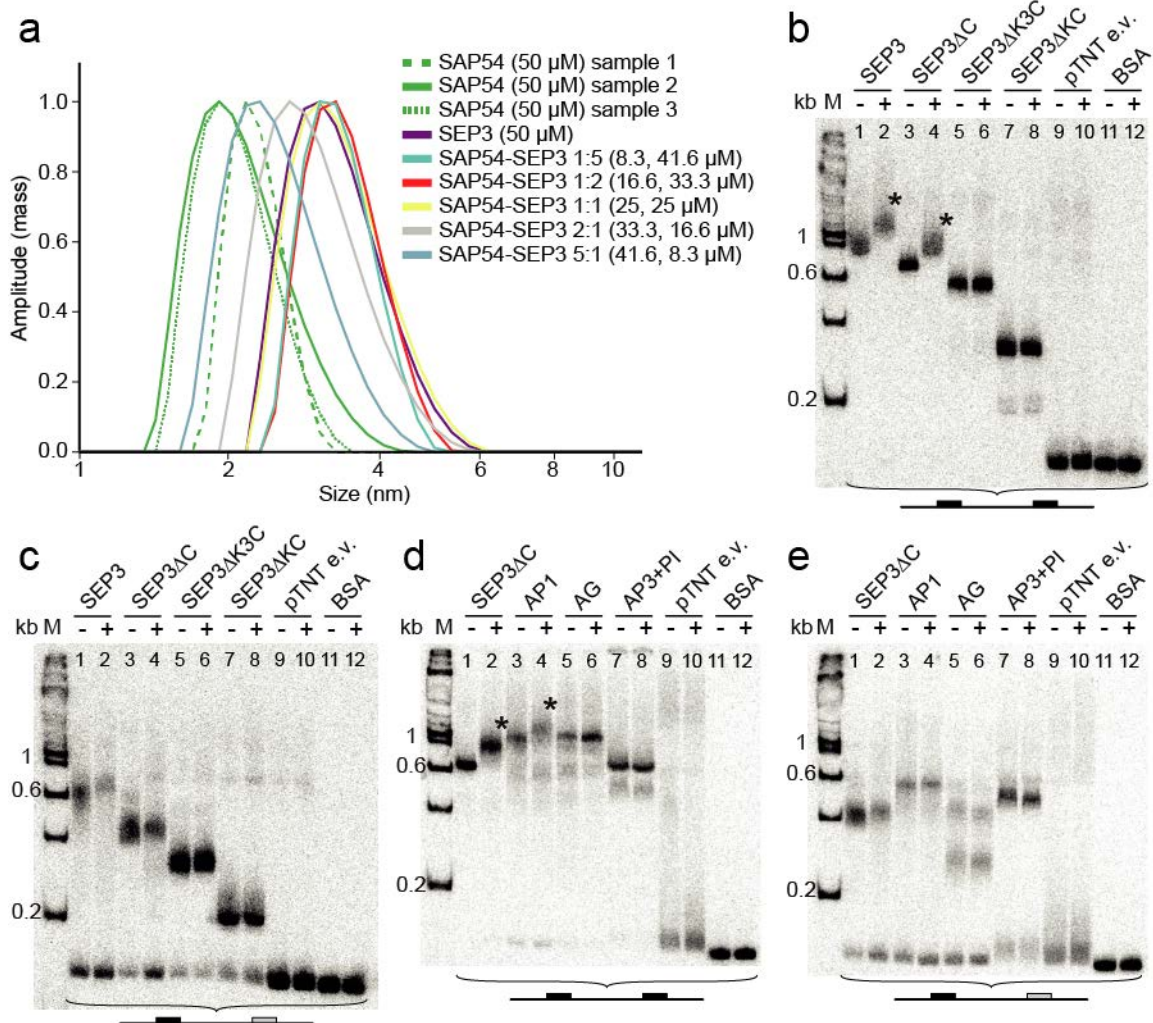 a
SAP54 (50 µM) sample 1
SAP54 (50 µM) sample 2
SAP54 (50 µM) sample 3
SEP3 (50 µM)
SAP54-SEP3 1:5 (8.3, 41.6 µM)
SAP54-SEP3 1:2 (16.6, 33.3 µM)
SAP54-SEP3 1:1 (25, 25 µM)
SAP54-SEP3 2:1 (33.3, 16.6 µM)
SAP54-SEP3 5:1 (41.6, 8.3 µM)
Amplitude (mass)
1.0
0.8
0.6
0.4
0.2
0.0
1 2 4 6 8 10
Size (nm)
b
SEP3 SEP3ΔC SEP3ΔK3C SEP3ΔKC pTNT e.v. BSA
kb M - + - + - + - + - + - +
1 2 3 4 5 6 7 8 9 10 11 12
* *
1
0.6
0.2
c
SEP3 SEP3ΔC SEP3ΔK3C SEP3ΔKC pTNT e.v. BSA
kb M - + - + - + - + - + - +
1 2 3 4 5 6 7 8 9 10 11 12
1
0.6
0.2
d
SEP3ΔC AP1 AG AP3+PI pTNT e.v. BSA
kb M - + - + - + - + - + - +
1 2 3 4 5 6 7 8 9 10 11 12
* *
1
0.6
0.2
e
SEP3ΔC AP1 AG AP3+PI pTNT e.v. BSA
kb M - + - + - + - + - + - +
1 2 3 4 5 6 7 8 9 10 11 12
1
0.6
0.2